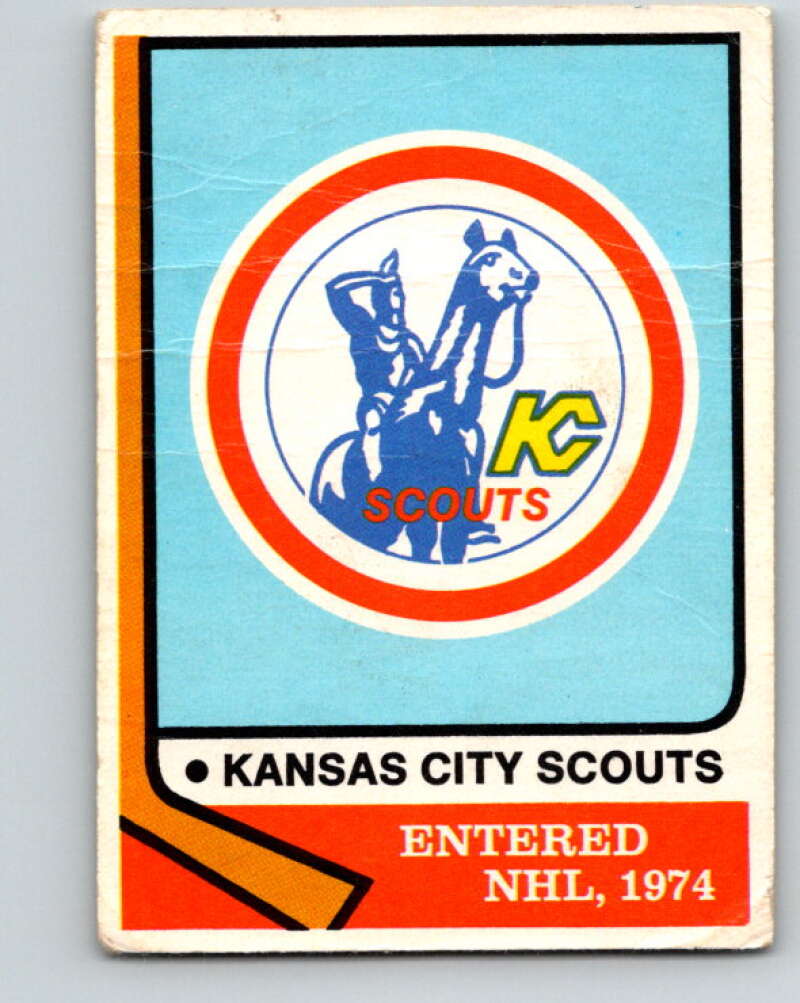 KC
SCOUTS
• KANSAS CITY SCOUTS
ENTERED
NHL, 1974